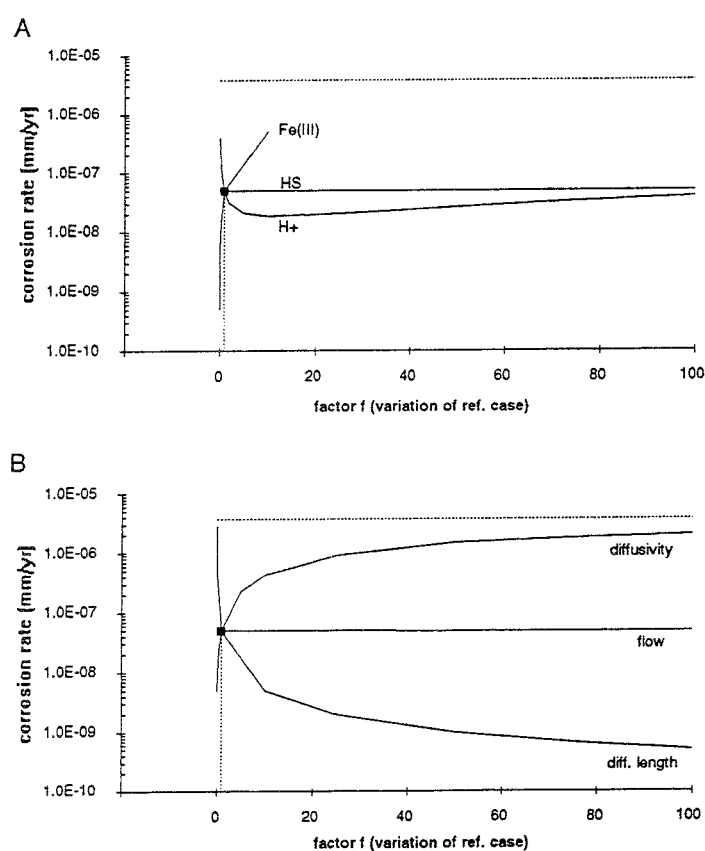 A
1.0E-05
1.0E-06
1.0E-07
1.0E-08
1.0E-09
1.0E-10
corrosion rate [mm/yr]
Fe(III)
HS
H+
0 20 40 60 80 100
factor f (variation of ref. case)
B
1.0E-05
1.0E-06
1.0E-07
1.0E-08
1.0E-09
1.0E-10
corrosion rate [mm/yr]
diffusivity
flow
diff. length
0 20 40 60 80 100
factor f (variation of ref. case)